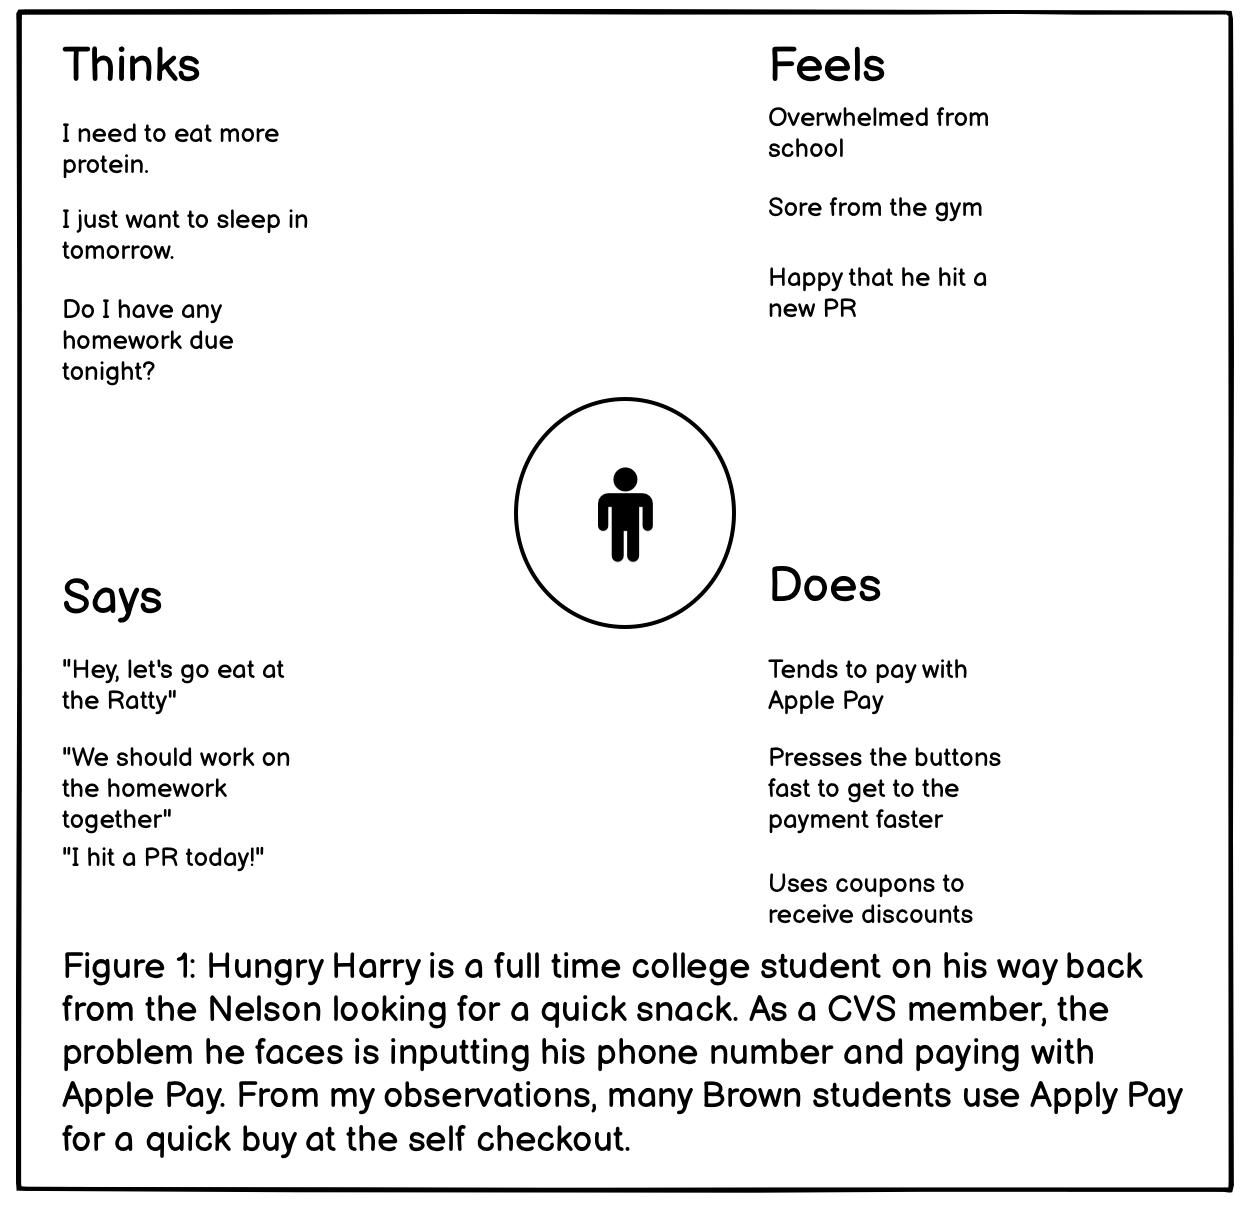 Thinks
I need to eat more
protein.
I just want to sleep in
tomorrow.
Do I have any
homework due
tonight?
Feels
Overwhelmed from
school
Sore from the gym
Happy that he hit a
new PR
Says
"Hey, let's go eat at
the Ratty"
"We should work on
the homework
together"
"I hit a PR today!"
Does
Tends to pay with
Apple Pay
Presses the buttons
fast to get to the
payment faster
Uses coupons to
receive discounts
Figure 1: Hungry Harry is a full time college student on his way back
from the Nelson looking for a quick snack. As a CVS member, the
problem he faces is inputting his phone number and paying with
Apple Pay. From my observations, many Brown students use Apply Pay
for a quick buy at the self checkout.